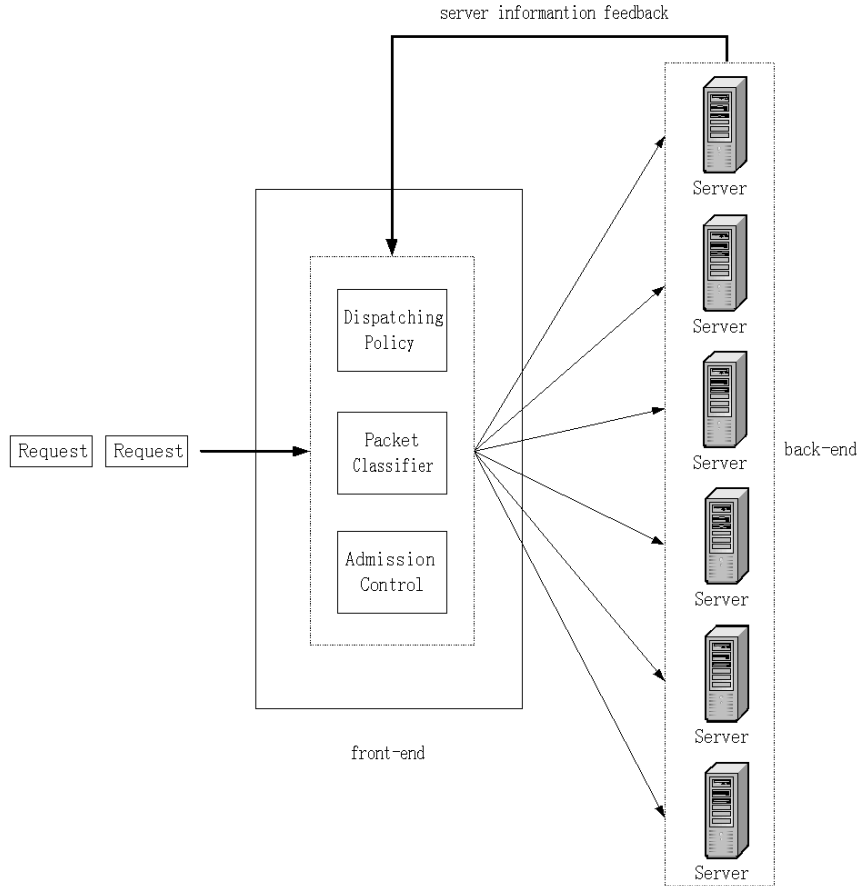 server informantion feedback
Server
Server
Server
Server
Server
Server
Dispatching
Policy
Packet
Classifier
Admission
Control
Request
Request
back-end
front-end